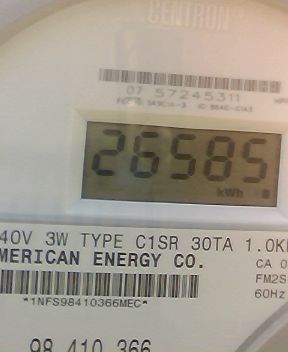 CENTRON
07 57245311
26585
kWh
40V 3W TYPE C1SR 30TA 1.0K
MERICAN ENERGY CO.
CA 0
FM2S
60Hz
*1NFS98410366MEC*
98 410 366